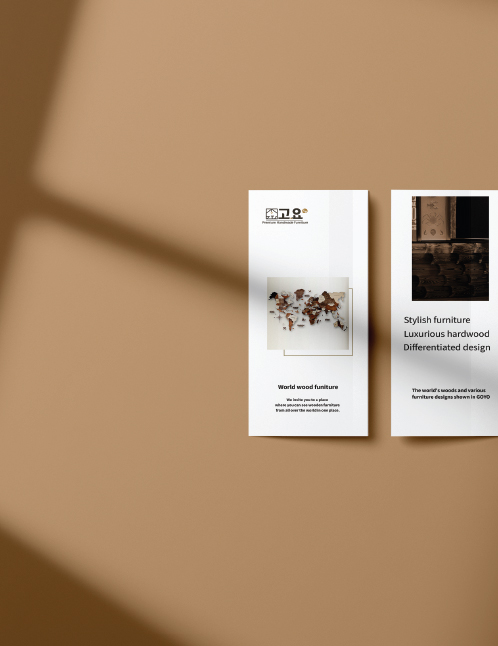 고요
Premium Handmade Furniture
World wood funiture
We invite you to a place
where you can see wooden furniture
from all over the world in one place.
Stylish furniture
Luxurious hardwood
Differentiated design
The world's woods and various
furniture designs shown in GOYO